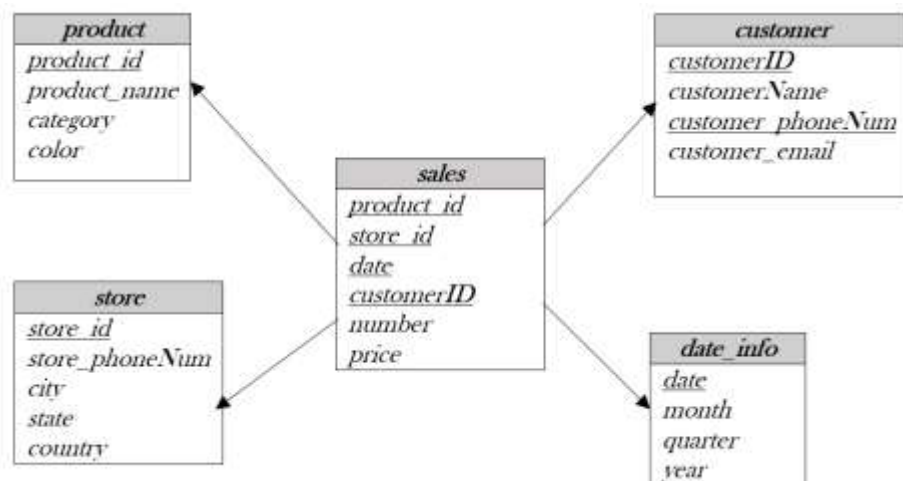 product
product_id
product_name
category
color
customer
customerID
customerName
customer_phoneNum
customer_email
sales
product_id
store_id
date
customerID
number
price
store
store_id
store_phoneNum
city
state
country
date_info
date
month
quarter
year